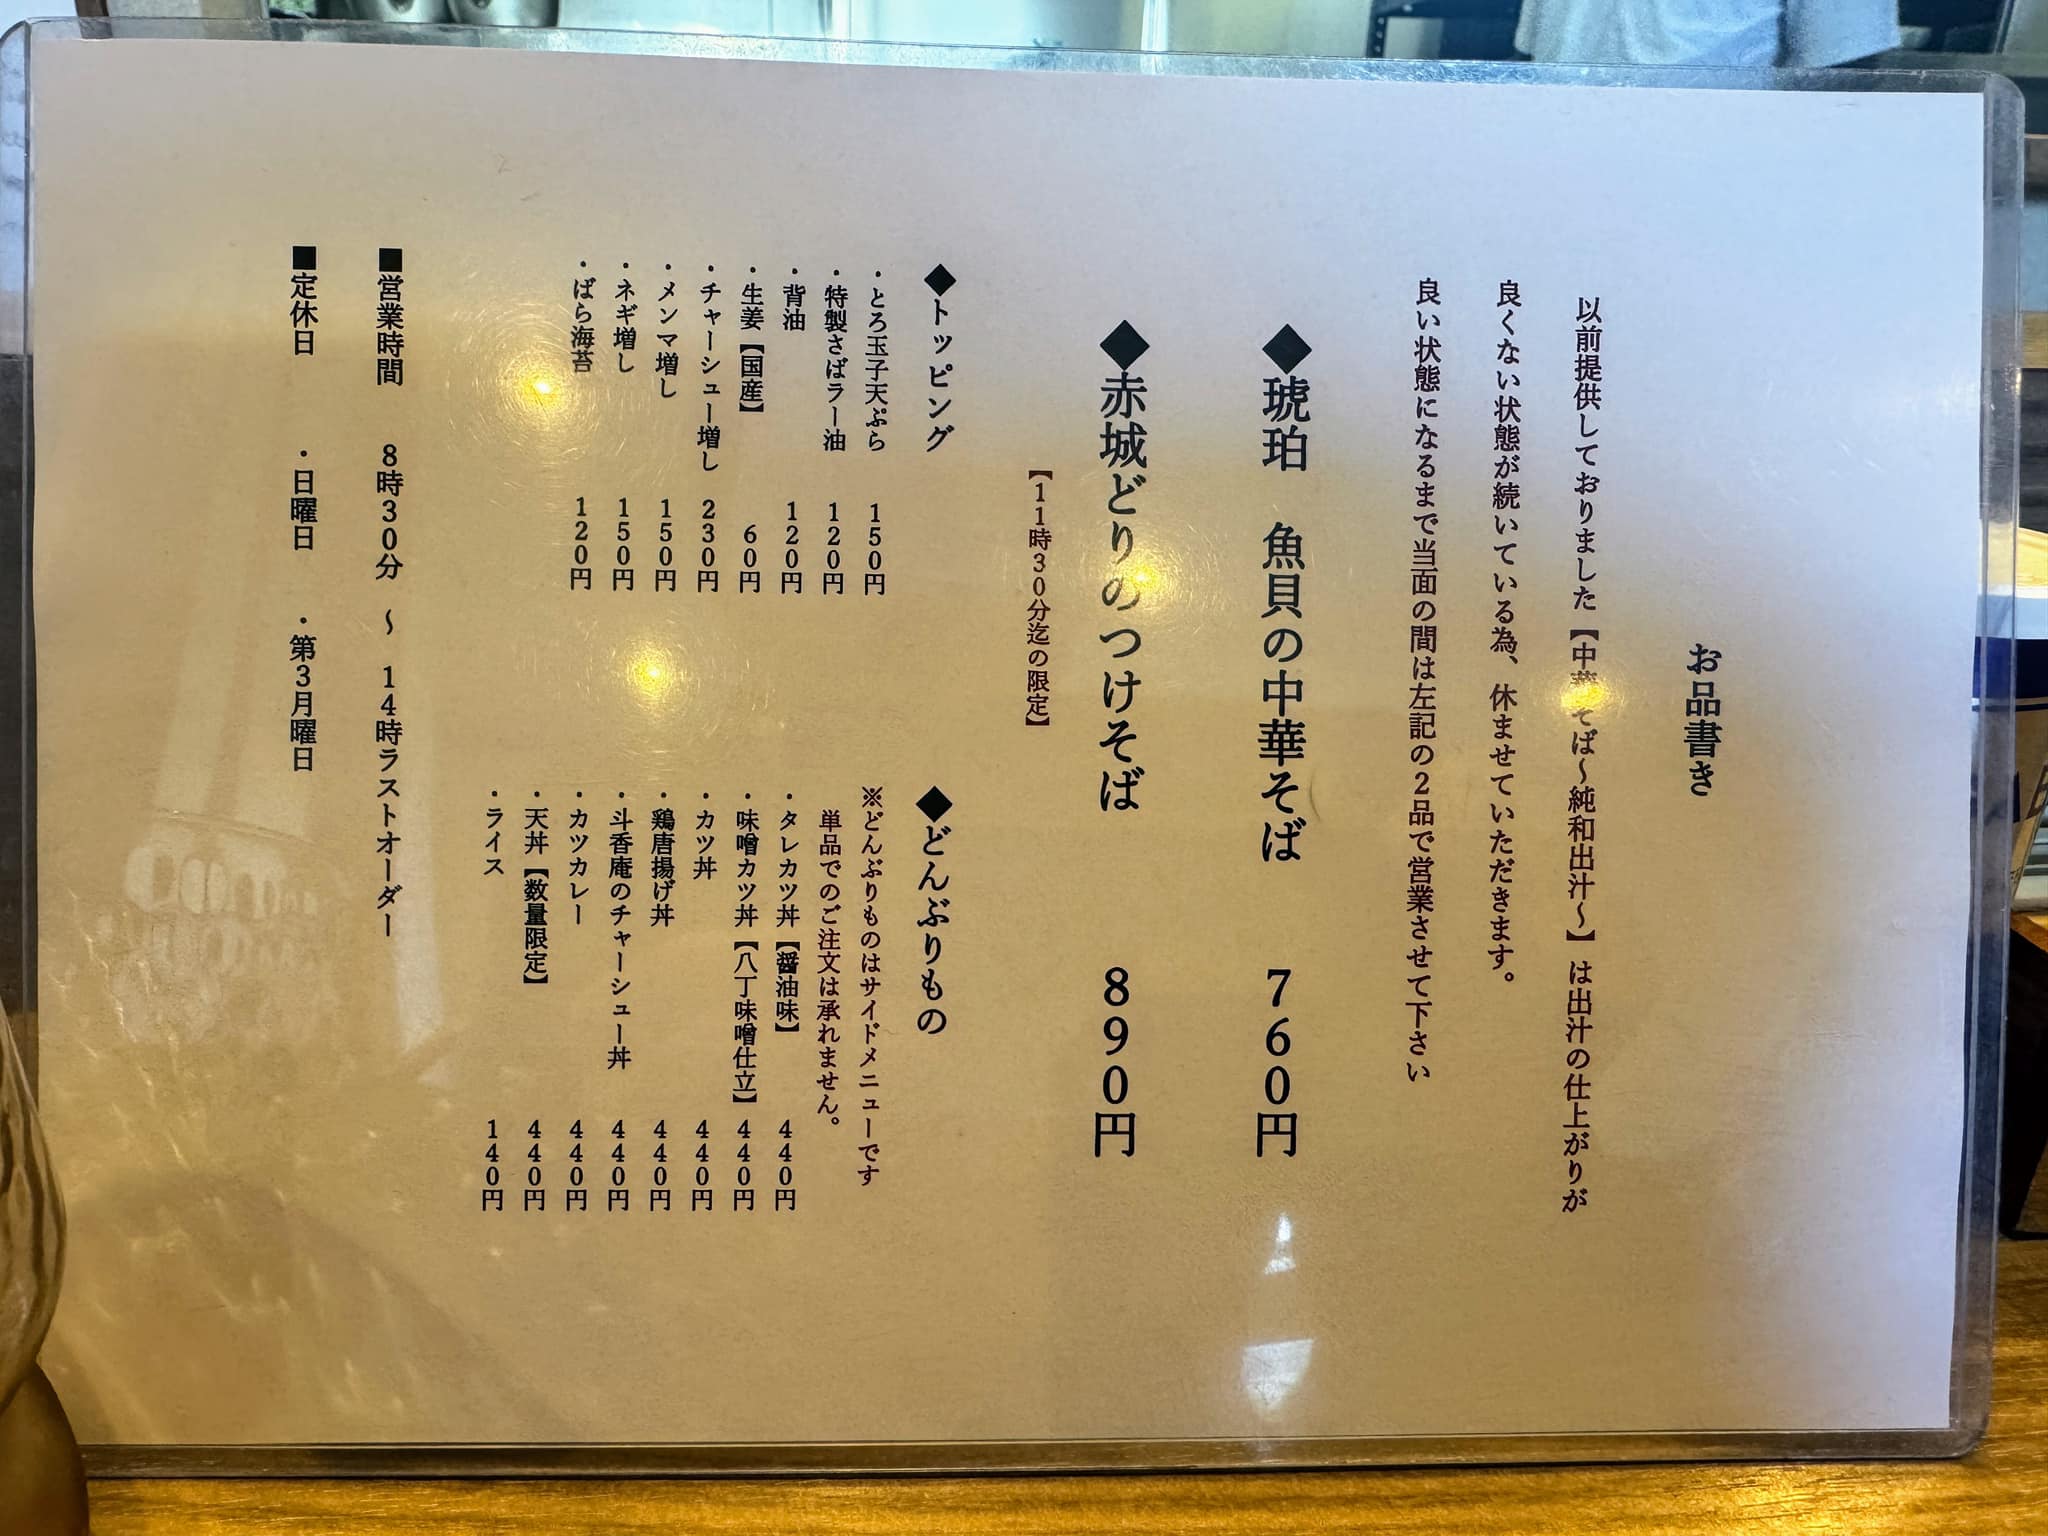 お品書き
以前提供しておりました【中華そば～純和出汁～】は出汁の仕上がりが
良くない状態が続いている為、休ませていただきます。
良い状態になるまで当面の間は左記の2品で営業させて下さい
◆琥珀　魚貝の中華そば　760円
◆赤城どりのつけそば　890円
【11時30分迄の限定】
◆トッピング
・とろ玉子天ぷら　150円
・特製さばラー油　120円
・背油　120円
・生姜【国産】　60円
・チャーシュー増し　230円
・メンマ増し　150円
・ネギ増し　150円
・ばら海苔　120円
◆どんぶりもの
※どんぶりものはサイドメニューです
単品でのご注文は承れません。
・タレカツ丼【醤油味】　440円
・味噌カツ丼【八丁味噌仕立】　440円
・カツ丼　440円
・鶏唐揚げ丼　440円
・斗香庵のチャーシュー丼　440円
・カツカレー　440円
・天丼【数量限定】　440円
・ライス　140円
■営業時間　8時30分　～　14時ラストオーダー
■定休日　・日曜日　・第3月曜日